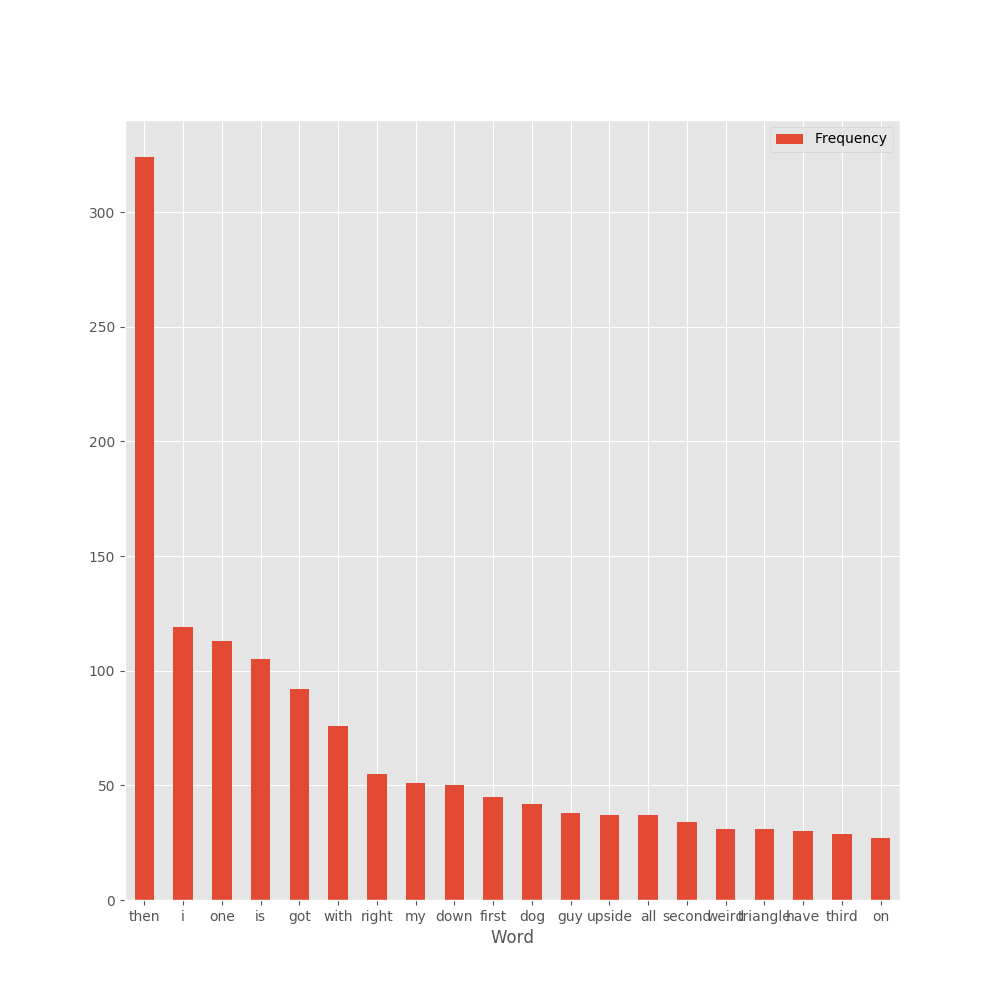 Frequency
300
250
200
150
100
50
0
then i one is got with right my down first dog guy upside all second weird triangle have third on
Word